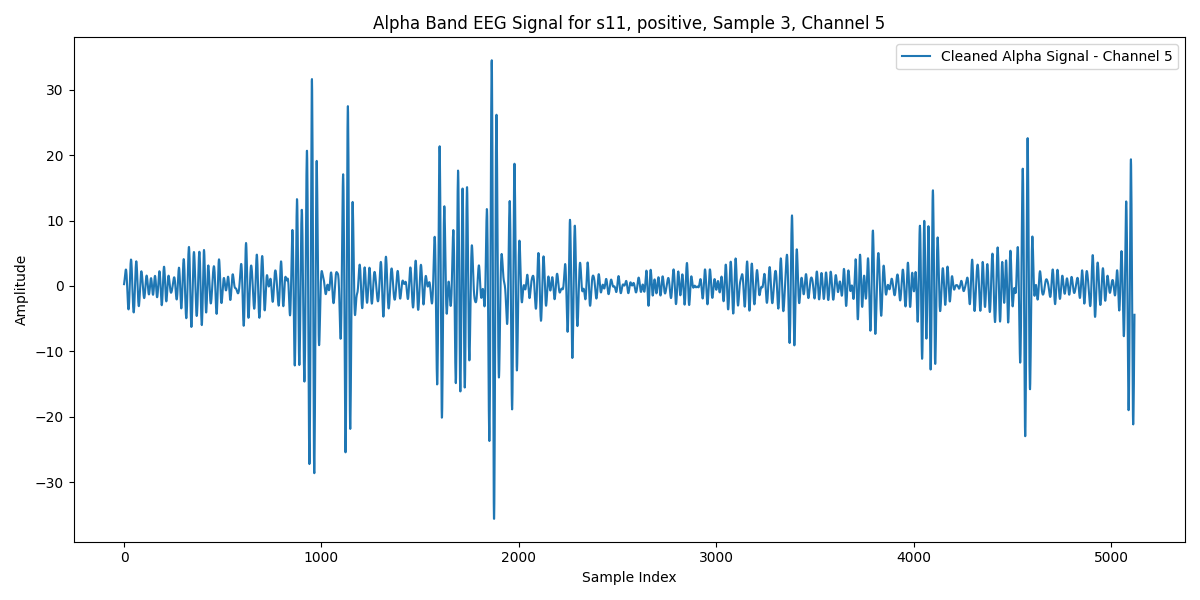 Alpha Band EEG Signal for s11, positive, Sample 3, Channel 5
Cleaned Alpha Signal - Channel 5
Amplitude
30
20
10
0
−10
−20
−30
0 1000 2000 3000 4000 5000
Sample Index